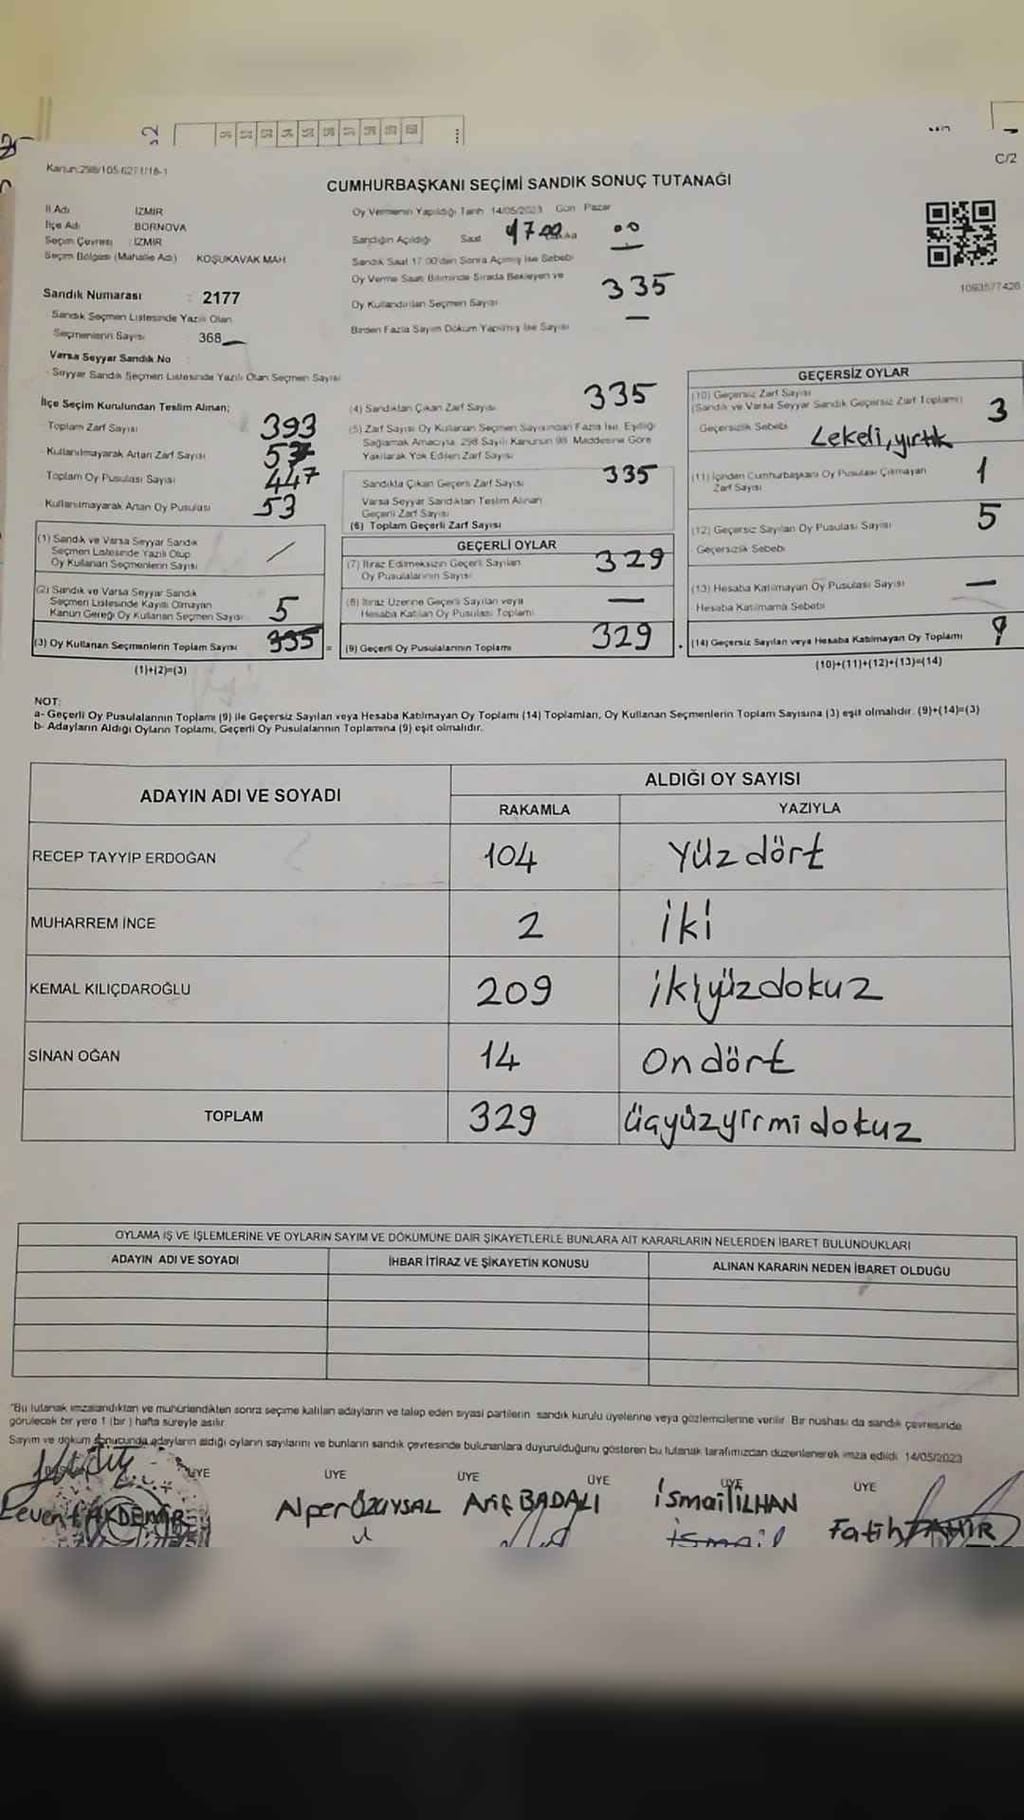 C/2
Kanun:298/105 6271/18-1
CUMHURBAŞKANI SEÇİMİ SANDIK SONUÇ TUTANAĞI
İl Adı İZMİR
İlçe Adı BORNOVA
Seçim Çevresi : İZMİR
Seçim Bölgesi (Mahalle Adı) KOŞUKAVAK MAH
Sandık Numarası : 2177
Sandık Seçmen Listesinde Yazılı Olan
Seçmenlerin Sayısı 368
Varsa Seyyar Sandık No
Seyyar Sandık Seçmen Listesinde Yazılı Olan Seçmen Sayısı
Oy Vermenin Yapıldığı Tarih 14/05/2023 Gün Pazar
Sandığın Açıldığı Saat 17.00 00
Sandık Saat 17:00'den Sonra Açılmış İse Sebebi
Oy Verme Saati Bitiminde Sırada Bekleyen ve
Oy Kullandırılan Seçmen Sayısı 335
Birden Fazla Sayım Döküm Yapılmış İse Sayısı —
1093577426
İlçe Seçim Kurulundan Teslim Alınan;
Toplam Zarf Sayısı 393
Kullanılmayarak Artan Zarf Sayısı
Toplam Oy Pusulası Sayısı 447
Kullanılmayarak Artan Oy Pusulası 53
(1) Sandık ve Varsa Seyyar Sandık
Seçmen Listesinde Yazılı Olup
Oy Kullanan Seçmenlerin Sayısı /
(2) Sandık ve Varsa Seyyar Sandık
Seçmen Listesinde Kayıtlı Olmayan
Kanun Gereği Oy Kullanan Seçmen Sayısı 5
(3) Oy Kullanan Seçmenlerin Toplam Sayısı 335 =
(1)+(2)=(3)
(4) Sandıktan Çıkan Zarf Sayısı 335
(5) Zarf Sayısı Oy Kullanan Seçmen Sayısından Fazla İse, Eşitliği
Sağlamak Amacıyla, 298 Sayılı Kanunun 98. Maddesine Göre
Yakılarak Yok Edilen Zarf Sayısı
Sandıkta Çıkan Geçerli Zarf Sayısı 335
Varsa Seyyar Sandıktan Teslim Alınan
Geçerli Zarf Sayısı
(6) Toplam Geçerli Zarf Sayısı
GEÇERLİ OYLAR
(7) İtiraz Edilmeksizin Geçerli Sayılan
Oy Pusulalarının Sayısı 329
(8) İtiraz Üzerine Geçerli Sayılan veya
Hesaba Katılan Oy Pusulası Toplamı —
(9) Geçerli Oy Pusulalarının Toplamı 329
GEÇERSİZ OYLAR
(10) Geçersiz Zarf Sayısı
(Sandık ve Varsa Seyyar Sandık Geçersiz Zarf Toplamı) 3
Geçersizlik Sebebi Lekeli, yırtık
(11) İçinden Cumhurbaşkanı Oy Pusulası Çıkmayan
Zarf Sayısı 1
(12) Geçersiz Sayılan Oy Pusulası Sayısı 5
Geçersizlik Sebebi
(13) Hesaba Katılmayan Oy Pusulası Sayısı —
Hesaba Katılmama Sebebi
(14) Geçersiz Sayılan veya Hesaba Katılmayan Oy Toplamı 9
(10)+(11)+(12)+(13)=(14)
NOT:
a- Geçerli Oy Pusulalarının Toplamı (9) ile Geçersiz Sayılan veya Hesaba Katılmayan Oy Toplamı (14) Toplamları, Oy Kullanan Seçmenlerin Toplam Sayısına (3) eşit olmalıdır. (9)+(14)=(3)
b- Adayların Aldığı Oyların Toplamı, Geçerli Oy Pusulalarının Toplamına (9) eşit olmalıdır.
ADAYIN ADI VE SOYADI
ALDIĞI OY SAYISI
RAKAMLA YAZIYLA
RECEP TAYYİP ERDOĞAN 104 Yüz dört
MUHARREM İNCE 2 iki
KEMAL KILIÇDAROĞLU 209 ikiyüzdokuz
SİNAN OĞAN 14 On dört
TOPLAM 329 üçyüzyirmi dokuz
OYLAMA İŞ VE İŞLEMLERİNE VE OYLARIN SAYIM VE DÖKÜMÜNE DAİR ŞİKAYETLERLE BUNLARA AİT KARARLARIN NELERDEN İBARET BULUNDUKLARI
ADAYIN ADI VE SOYADI İHBAR İTİRAZ VE ŞİKAYETİN KONUSU ALINAN KARARIN NEDEN İBARET OLDUĞU
"Bu tutanak imzalandıktan ve mühürlendikten sonra seçime katılan adayların ve talep eden siyasi partilerin sandık kurulu üyelerine veya gözlemcilerine verilir. Bir nüshası da sandık çevresinde
görülecek bir yere 1 (bir ) hafta süreyle asılır.
Sayım ve döküm sonucunda adayların aldığı oyların sayılarını ve bunların sandık çevresinde bulunanlara duyurulduğunu gösteren bu tutanak tarafımızdan düzenlenerek imza edildi. 14/05/2023
ÜYE ÜYE ÜYE ÜYE ÜYE ÜYE
Levent AKDEMİR Alper ÖZUYSAL Arif BADALI İsmail İLHAN Fatih TAHİR
İsmail